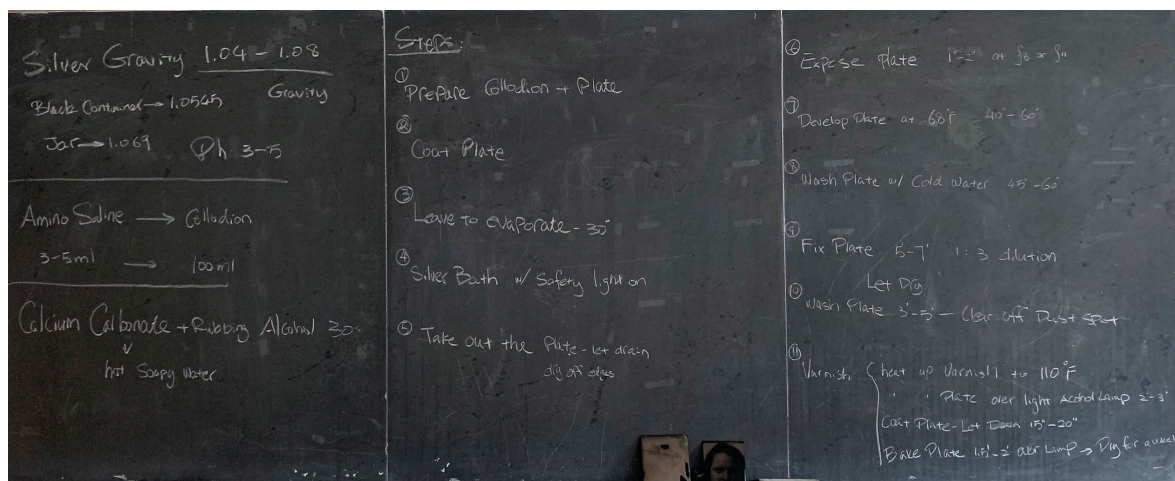 Silver Gravity 1.04 - 1.08
Gravity
Black Container → 1.0545
Jar → 1.069 Ph: 3-5
Amino Saline → Collodion
3-5ml → 100ml
Calcium Carbonate + Rubbing Alcohol 30
hot Soapy Water
Steps:
① Prepare Collodion + Plate
② Coat Plate
③ Leave to evaporate - 30"
④ Silver Bath w/ Safety light on
⑤ Take out the Plate - let drain
dry off edges
⑥ Expose Plate 1"-2" at f8 or f11
⑦ Develop Plate at 68°F 40"-60"
⑧ Wash Plate w/ Cold Water 45"-60"
⑨ Fix Plate 5-7' 1:3 dilution
Let Dry
⑩ Wash Plate 3'-5' - Clear off Dust spot
⑪ Varnish heat up Varnish to 110°F
" " Plate over light Acohol Lamp 2'-3'
Coat Plate - Let Drain 15"-20"
Bake Plate 1.5'-2' over Lamp → Dry for a week